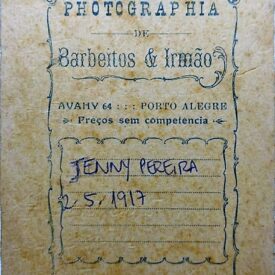 PHOTOGRAPHIA
DE
Barbeitos & Irmão
AVAHY 64 : : : PORTO ALEGRE
Preços sem competencia
JENNY PEREIRA
2 5. 1917